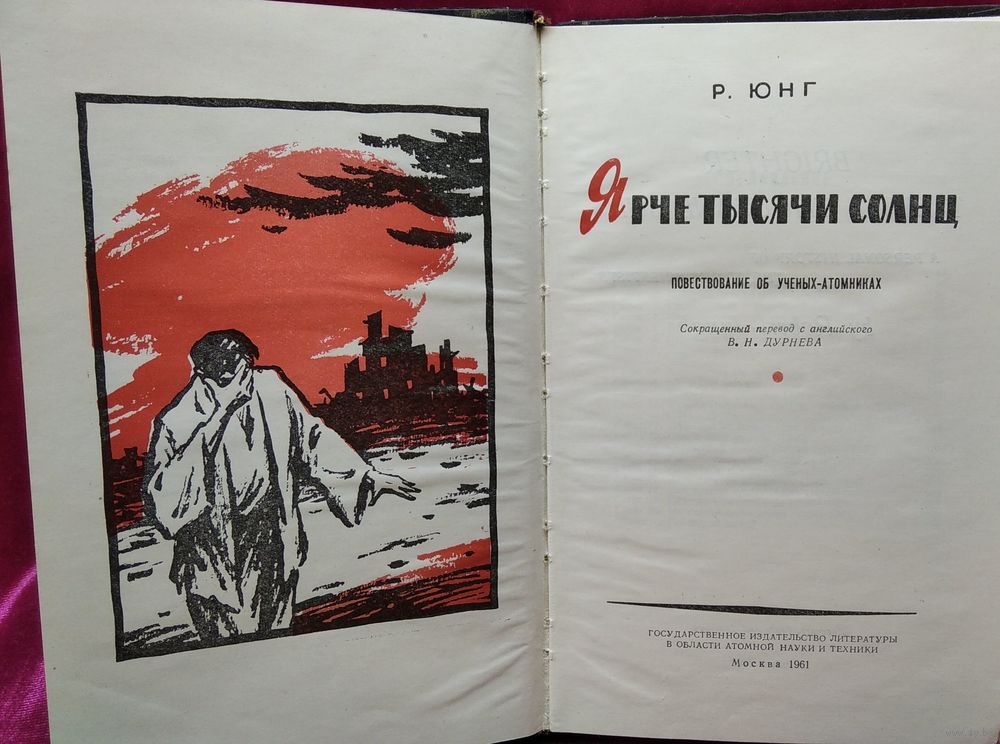 Р. ЮНГ
ЯРЧЕ ТЫСЯЧИ СОЛНЦ
ПОВЕСТВОВАНИЕ ОБ УЧЕНЫХ-АТОМНИКАХ
Сокращенный перевод с английского
В. Н. ДУРНЕВА
ГОСУДАРСТВЕННОЕ ИЗДАТЕЛЬСТВО ЛИТЕРАТУРЫ
В ОБЛАСТИ АТОМНОЙ НАУКИ И ТЕХНИКИ
Москва 1961